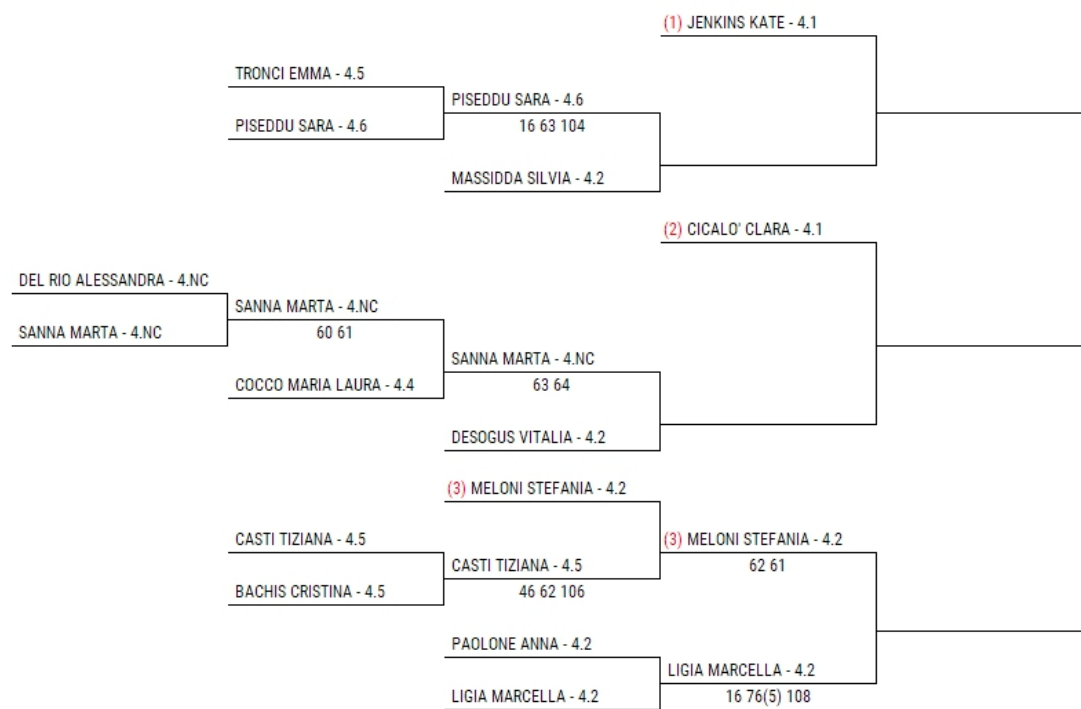 (1) JENKINS KATE - 4.1
TRONCI EMMA - 4.5
PISEDDU SARA - 4.6
PISEDDU SARA - 4.6
16 63 104
MASSIDDA SILVIA - 4.2
(2) CICALO' CLARA - 4.1
DEL RIO ALESSANDRA - 4.NC
SANNA MARTA - 4.NC
SANNA MARTA - 4.NC
60 61
SANNA MARTA - 4.NC
63 64
COCCO MARIA LAURA - 4.4
DESOGUS VITALIA - 4.2
(3) MELONI STEFANIA - 4.2
CASTI TIZIANA - 4.5
(3) MELONI STEFANIA - 4.2
62 61
CASTI TIZIANA - 4.5
46 62 106
BACHIS CRISTINA - 4.5
PAOLONE ANNA - 4.2
LIGIA MARCELLA - 4.2
16 76(5) 108
LIGIA MARCELLA - 4.2